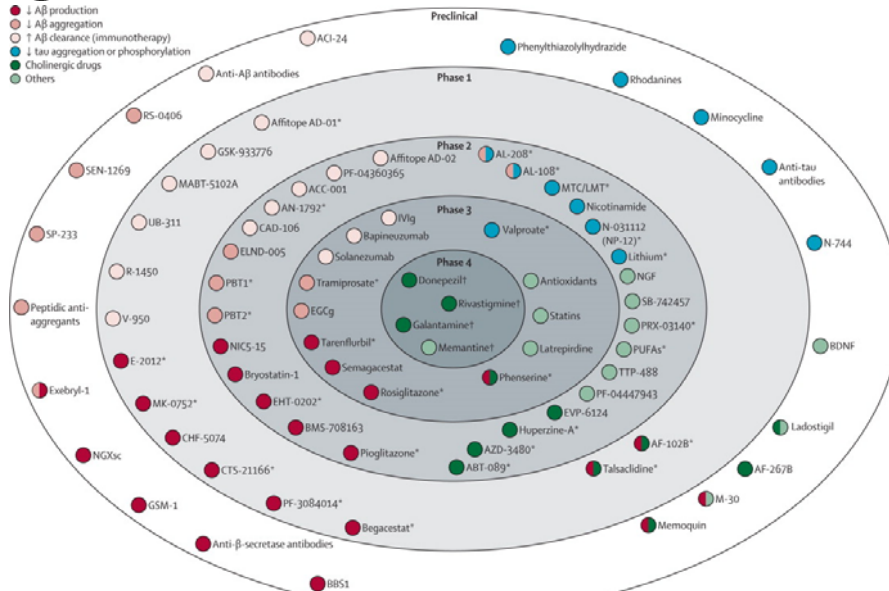 ↓ Aβ production
↓ Aβ aggregation
↑ Aβ clearance (immunotherapy)
↓ tau aggregation or phosphorylation
Cholinergic drugs
Others
Preclinical
ACI-24
Phenylthiazolylhydrazide
Anti-Aβ antibodies
Rhodanines
RS-0406
Minocycline
SEN-1269
Anti-tau
antibodies
SP-233
N-744
Peptidic anti-
aggregants
BDNF
Exebryl-1
Ladostigil
NGXsc
AF-267B
GSM-1
M-30
Anti-β-secretase antibodies
Memoquin
BBS1
Phase 1
Affitope AD-01*
GSK-933776
MABT-5102A
UB-311
R-1450
V-950
E-2012*
MK-0752*
CHF-5074
CTS-21166*
PF-3084014*
Begacestat*
AF-102B*
Talsaclidine*
Phase 2
Affitope AD-02
AL-208*
PF-04360365
AL-108*
ACC-001
MTC/LMT*
AN-1792*
Nicotinamide
CAD-106
N-031112
(NP-12)*
ELND-005
Lithium*
PBT1*
NGF
PBT2*
SB-742457
NIC5-15
PRX-03140*
Bryostatin-1
PUFAs*
EHT-0202*
TTP-488
BMS-708163
PF-04447943
Pioglitazone*
EVP-6124
Huperzine-A*
AZD-3480*
ABT-089*
Phase 3
IVIg
Valproate*
Bapineuzumab
Solanezumab
Tramiprosate*
Antioxidants
EGCg
Statins
Tarenflurbil*
Latrepirdine
Semagacestat
Phenserine*
Rosiglitazone*
Phase 4
Donepezil†
Rivastigmine†
Galantamine†
Memantine†